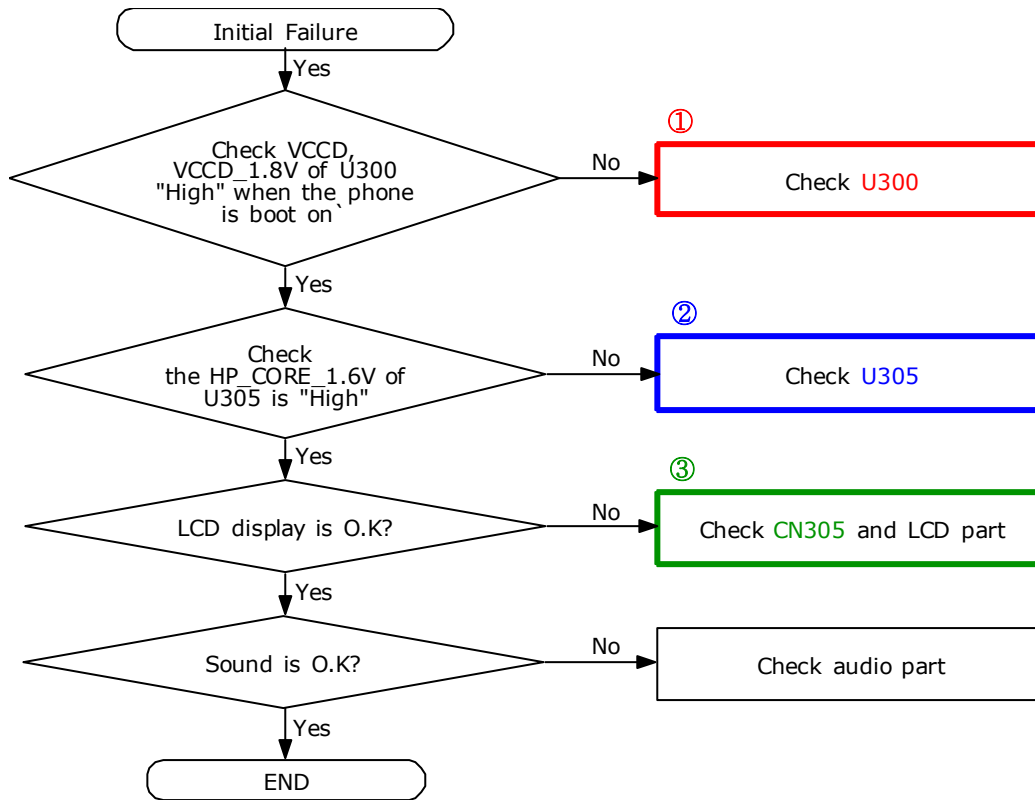 Initial Failure
Yes
①
Check VCCD,
VCCD_1.8V of U300
"High" when the phone
is boot on`
No
Check U300
Yes
②
Check
the HP_CORE_1.6V of
U305 is "High"
No
Check U305
Yes
③
LCD display is O.K?
No
Check CN305 and LCD part
Yes
Sound is O.K?
No
Check audio part
Yes
END